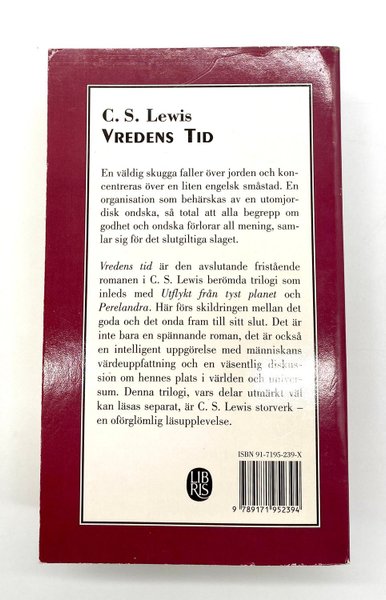 C. S. Lewis
VREDENS TID
En väldig skugga faller över jorden och kon-
centreras över en liten engelsk småstad. En
organisation som behärskas av en utomjor-
disk ondska, så total att alla begrepp om
godhet och ondska förlorar all mening, sam-
lar sig för det slutgiltiga slaget.
Vredens tid är den avslutande fristående
romanen i C. S. Lewis berömda trilogi som
inleds med Utflykt från tyst planet och
Perelandra. Här förs skildringen mellan det
goda och det onda fram till sitt slut. Det är
inte bara en spännande roman, det är också
en intelligent uppgörelse med människans
värdeuppfattning och en väsentlig diskus-
sion om hennes plats i världen och univer-
sum. Denna trilogi, vars delar utmärkt väl
kan läsas separat, är C. S. Lewis storverk –
en oförglömlig läsupplevelse.
ISBN 91-7195-239-X
LIB
RIS
9 789171 952394